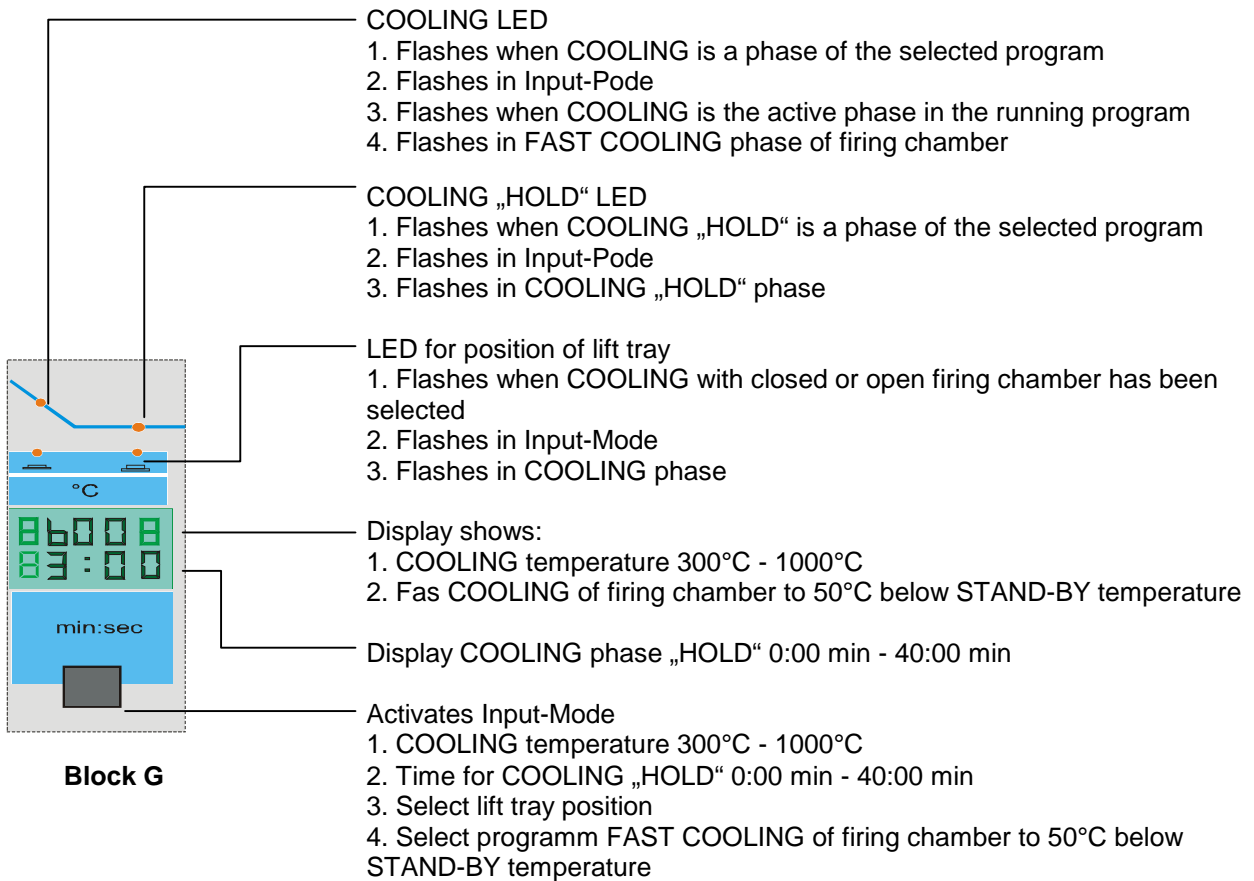 COOLING LED
1. Flashes when COOLING is a phase of the selected program
2. Flashes in Input-Pode
3. Flashes when COOLING is the active phase in the running program
4. Flashes in FAST COOLING phase of firing chamber
COOLING „HOLD“ LED
1. Flashes when COOLING „HOLD“ is a phase of the selected program
2. Flashes in Input-Pode
3. Flashes in COOLING „HOLD“ phase
LED for position of lift tray
1. Flashes when COOLING with closed or open firing chamber has been
selected
2. Flashes in Input-Mode
3. Flashes in COOLING phase
°C
600
3:00
min:sec
Display shows:
1. COOLING temperature 300°C - 1000°C
2. Fas COOLING of firing chamber to 50°C below STAND-BY temperature
Display COOLING phase „HOLD“ 0:00 min - 40:00 min
Activates Input-Mode
1. COOLING temperature 300°C - 1000°C
2. Time for COOLING „HOLD“ 0:00 min - 40:00 min
3. Select lift tray position
4. Select programm FAST COOLING of firing chamber to 50°C below
STAND-BY temperature
Block G